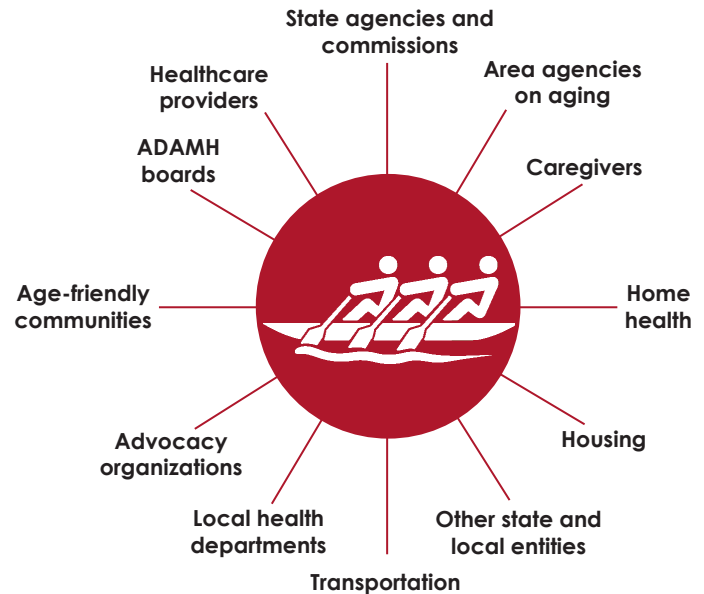 State agencies and
commissions
Area agencies
on aging
Caregivers
Home
health
Housing
Other state and
local entities
Transportation
Local health
departments
Advocacy
organizations
Age-friendly
communities
ADAMH
boards
Healthcare
providers